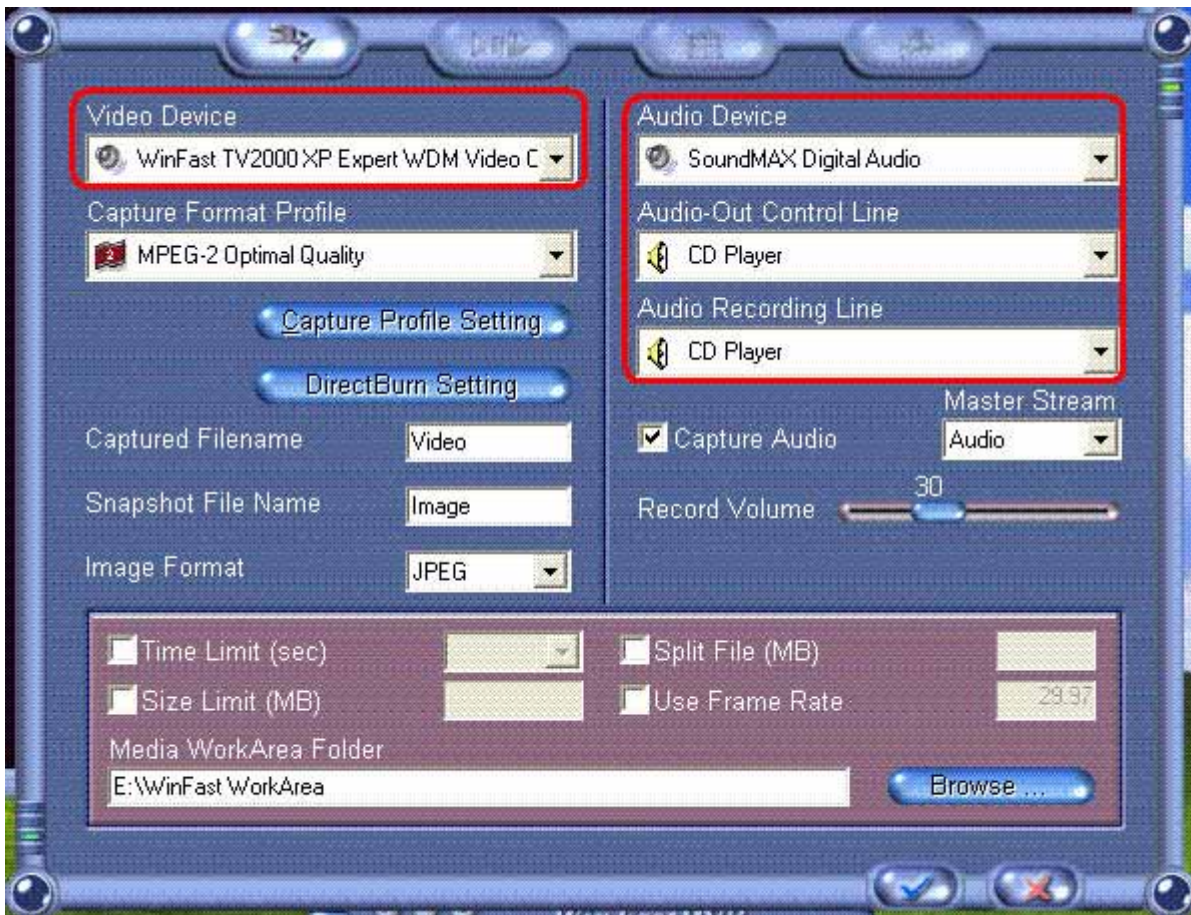 Video Device
WinFast TV2000 XP Expert WDM Video C
Capture Format Profile
MPEG-2 Optimal Quality
Capture Profile Setting
DirectBurn Setting
Captured Filename
Video
Snapshot File Name
Image
Image Format
JPEG
Audio Device
SoundMAX Digital Audio
Audio-Out Control Line
CD Player
Audio Recording Line
CD Player
Master Stream
Capture Audio
Audio
30
Record Volume
Time Limit (sec)
Split File (MB)
Size Limit (MB)
Use Frame Rate
29.97
Media WorkArea Folder
E:\WinFast WorkArea
Browse ...